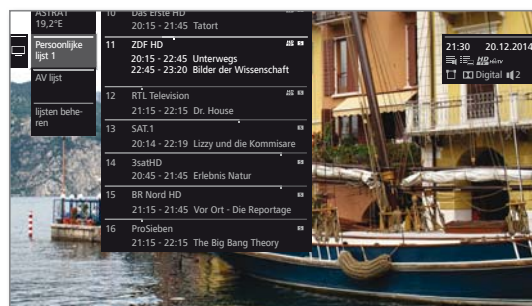 ASTRA1
19,2°E
Persoonlijke
lijst 1
AV lijst
lijsten behe-
ren
10 Das Erste HD
20:15 - 21:45 Tatort
11 ZDF HD
20:15 - 22:45 Unterwegs
22:45 - 23:20 Bilder der Wissenschaft
12 RTL Television
21:15 - 22:15 Dr. House
13 SAT.1
20:14 - 22:19 Lizzy und die Kommisare
14 3satHD
20:45 - 21:45 Erlebnis Natur
15 BR Nord HD
21:15 - 21:45 Vor Ort - Die Reportage
16 ProSieben
21:15 - 22:15 The Big Bang Theory
21:30 20.12.2014
Digital 2